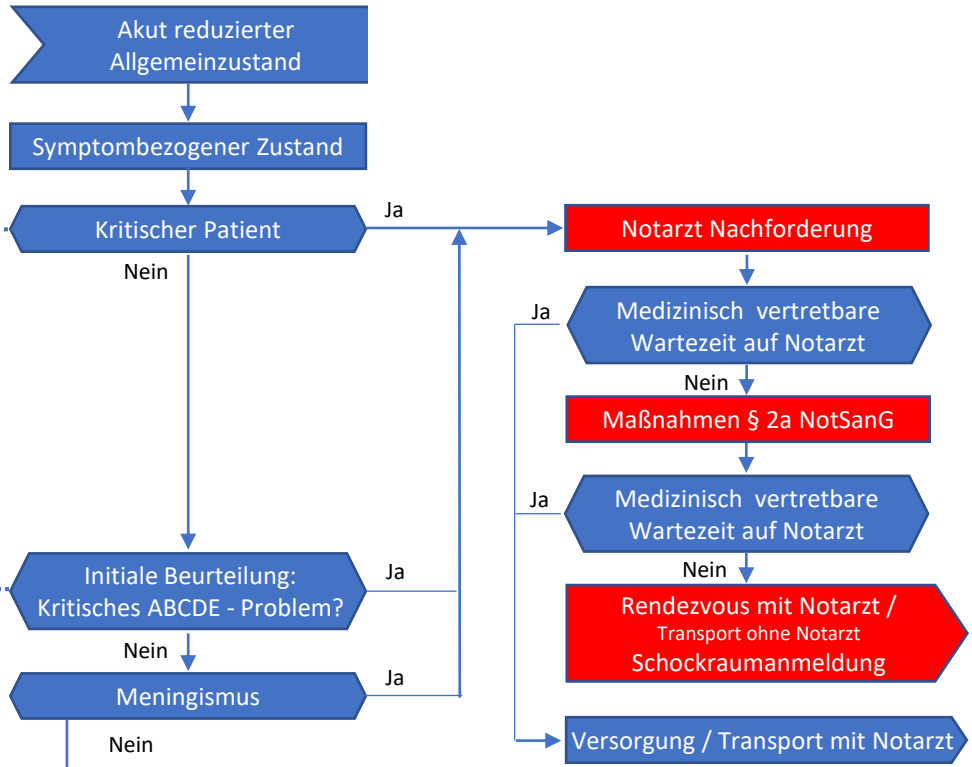 Akut reduzierter
Allgemeinzustand
Symptombezogener Zustand
Kritischer Patient
Ja
Nein
Notarzt Nachforderung
Ja
Medizinisch vertretbare
Wartezeit auf Notarzt
Nein
Maßnahmen § 2a NotSanG
Ja
Medizinisch vertretbare
Wartezeit auf Notarzt
Nein
Initiale Beurteilung:
Kritisches ABCDE - Problem?
Ja
Nein
Rendezvous mit Notarzt /
Transport ohne Notarzt
Schockraumanmeldung
Meningismus
Ja
Nein
Versorgung / Transport mit Notarzt